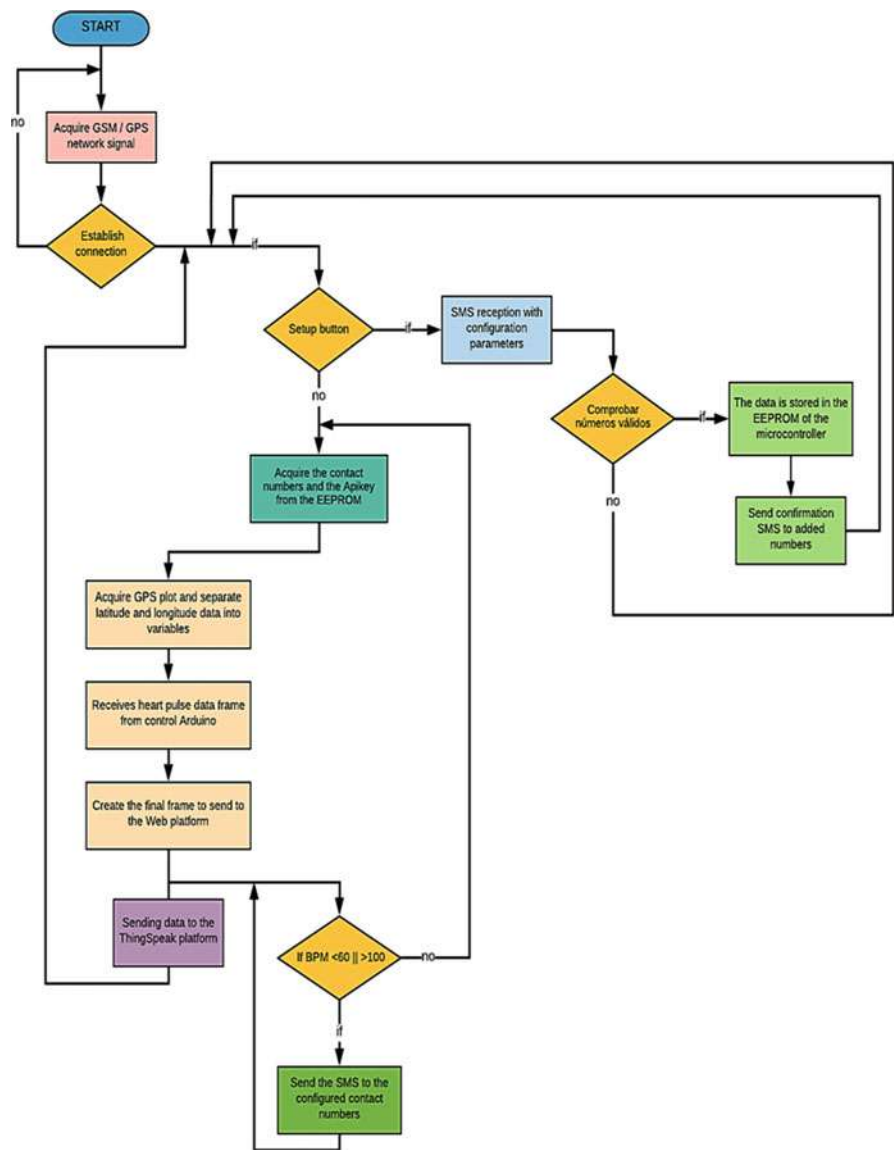 START
no
Acquire GSM / GPS
network signal
Establish
connection
if
Setup button
if
SMS reception with
configuration
parameters
no
Comprobar
números válidos
if
The data is stored in the
EEPROM of the
microcontroller
no
Send confirmation
SMS to added
numbers
Acquire the contact
numbers and the Apikey
from the EEPROM
Acquire GPS plot and separate
latitude and longitude data into
variables
Receives heart pulse data frame
from control Arduino
Create the final frame to send to
the Web platform
Sending data to the
ThingSpeak platform
If BPM <60 || >100
no
if
Send the SMS to the
configured contact
numbers